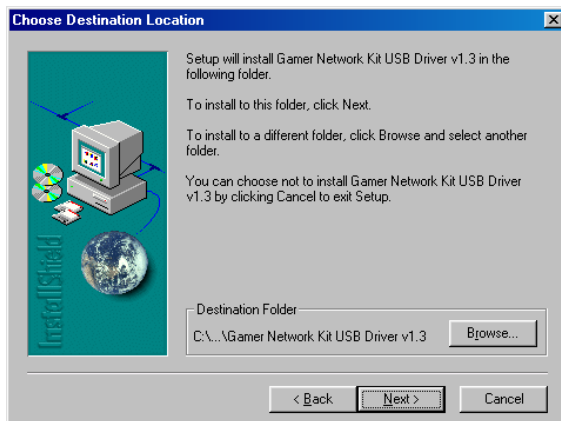 Choose Destination Location
Setup will install Gamer Network Kit USB Driver v1.3 in the
following folder.
To install to this folder, click Next.
To install to a different folder, click Browse and select another
folder.
You can choose not to install Gamer Network Kit USB Driver
v1.3 by clicking Cancel to exit Setup.
InstallShield
Destination Folder
C:\...\Gamer Network Kit USB Driver v1.3
Browse...
< Back
Next >
Cancel